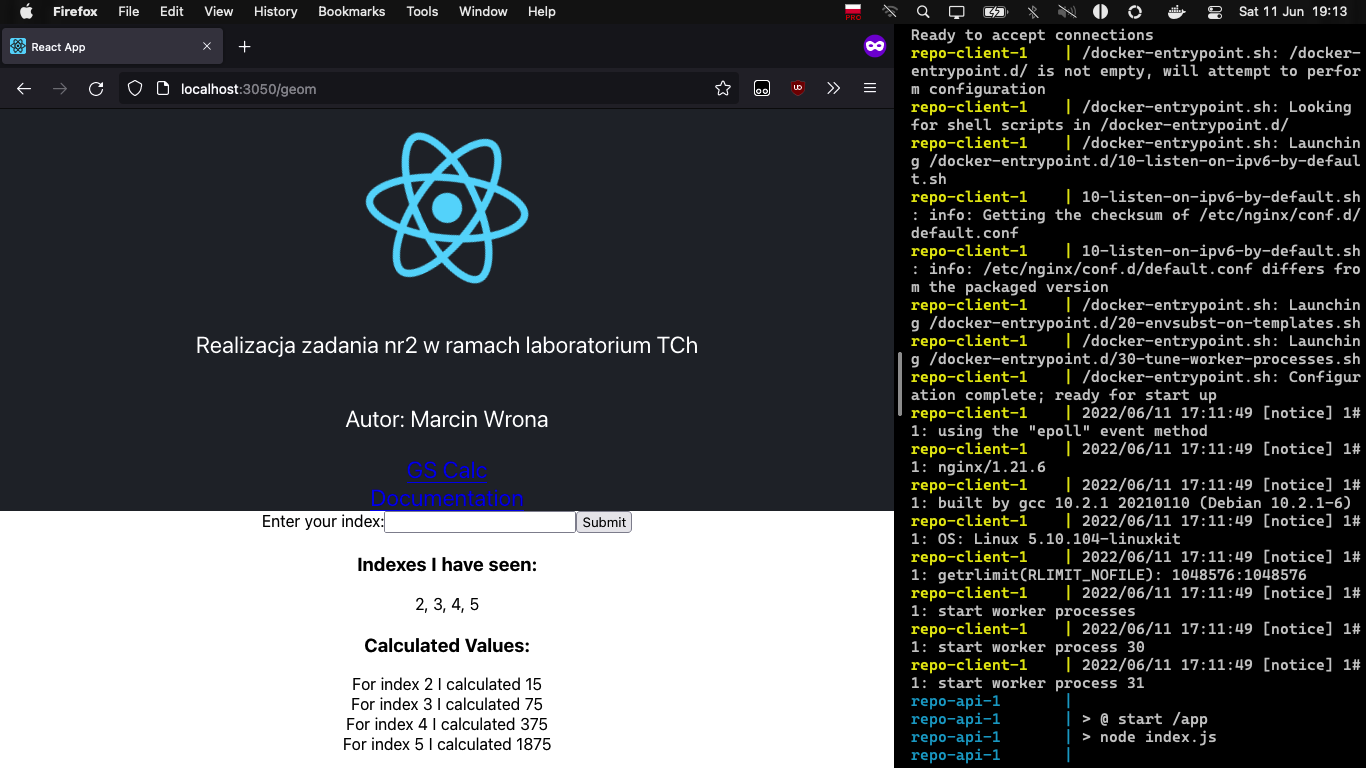 Firefox File Edit View History Bookmarks Tools Window Help PRO Sat 11 Jun 19:13
React App
localhost:3050/geom
Realizacja zadania nr2 w ramach laboratorium TCh
Autor: Marcin Wrona
GS Calc
Documentation
Enter your index: Submit
Indexes I have seen:
2, 3, 4, 5
Calculated Values:
For index 2 I calculated 15
For index 3 I calculated 75
For index 4 I calculated 375
For index 5 I calculated 1875
Ready to accept connections
repo-client-1 | /docker-entrypoint.sh: /docker-
entrypoint.d/ is not empty, will attempt to perfor
m configuration
repo-client-1 | /docker-entrypoint.sh: Looking
for shell scripts in /docker-entrypoint.d/
repo-client-1 | /docker-entrypoint.sh: Launchin
g /docker-entrypoint.d/10-listen-on-ipv6-by-defaul
t.sh
repo-client-1 | 10-listen-on-ipv6-by-default.sh
: info: Getting the checksum of /etc/nginx/conf.d/
default.conf
repo-client-1 | 10-listen-on-ipv6-by-default.sh
: info: /etc/nginx/conf.d/default.conf differs fro
m the packaged version
repo-client-1 | /docker-entrypoint.sh: Launchin
g /docker-entrypoint.d/20-envsubst-on-templates.sh
repo-client-1 | /docker-entrypoint.sh: Launchin
g /docker-entrypoint.d/30-tune-worker-processes.sh
repo-client-1 | /docker-entrypoint.sh: Configur
ation complete; ready for start up
repo-client-1 | 2022/06/11 17:11:49 [notice] 1#
1: using the "epoll" event method
repo-client-1 | 2022/06/11 17:11:49 [notice] 1#
1: nginx/1.21.6
repo-client-1 | 2022/06/11 17:11:49 [notice] 1#
1: built by gcc 10.2.1 20210110 (Debian 10.2.1-6)
repo-client-1 | 2022/06/11 17:11:49 [notice] 1#
1: OS: Linux 5.10.104-linuxkit
repo-client-1 | 2022/06/11 17:11:49 [notice] 1#
1: getrlimit(RLIMIT_NOFILE): 1048576:1048576
repo-client-1 | 2022/06/11 17:11:49 [notice] 1#
1: start worker processes
repo-client-1 | 2022/06/11 17:11:49 [notice] 1#
1: start worker process 30
repo-client-1 | 2022/06/11 17:11:49 [notice] 1#
1: start worker process 31
repo-api-1 |
repo-api-1 | > @ start /app
repo-api-1 | > node index.js
repo-api-1 |